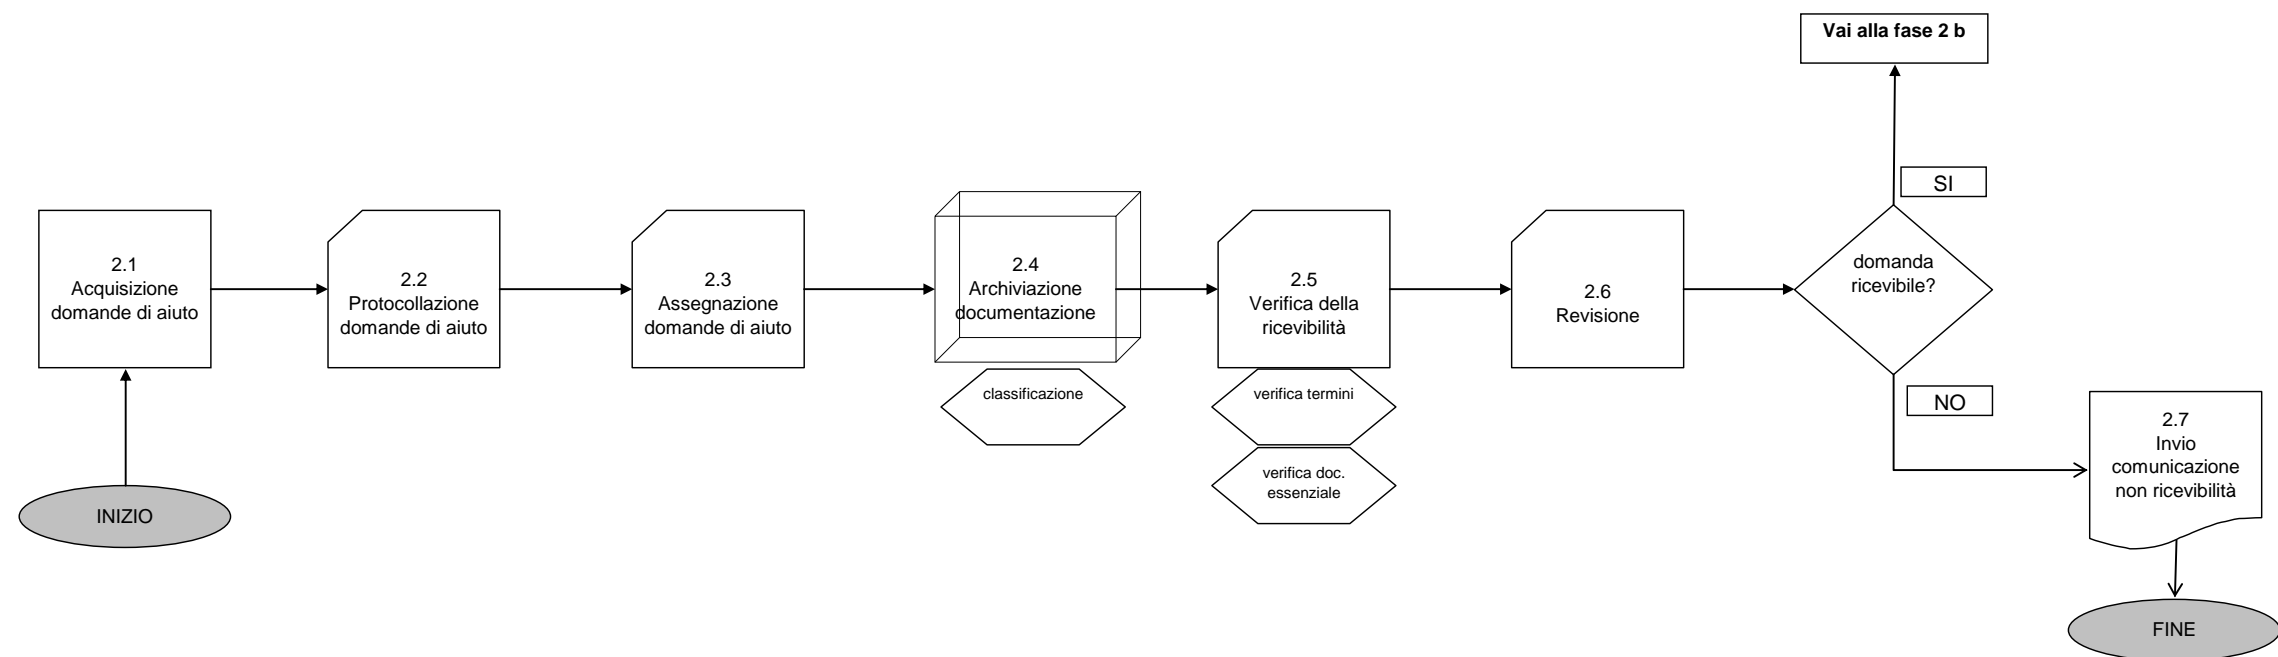 Vai alla fase 2 b
SI
2.1
Acquisizione
domande di aiuto
2.2
Protocollazione
domande di aiuto
2.3
Assegnazione
domande di aiuto
2.4
Archiviazione
documentazione
2.5
Verifica della
ricevibilità
2.6
Revisione
domanda
ricevibile?
classificazione
verifica termini
verifica doc.
essenziale
NO
2.7
Invio
comunicazione
non ricevibilità
INIZIO
FINE